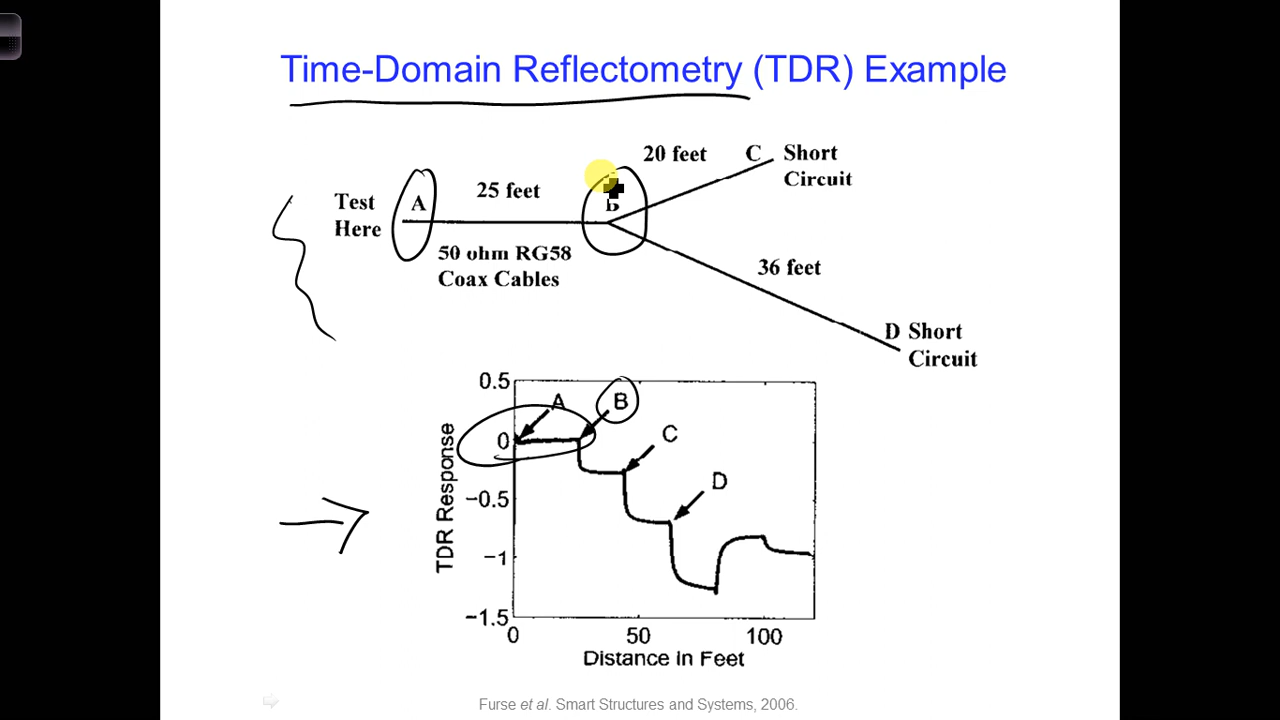 Time-Domain Reflectometry (TDR) Example
20 feet C Short
Circuit
25 feet
Test
Here
A
B
50 ohm RG58
Coax Cables
36 feet
D Short
Circuit
0.5
0
−0.5
−1
−1.5
TDR Response
A
B
C
D
0
50
100
Distance in Feet
Furse et al. Smart Structures and Systems, 2006.